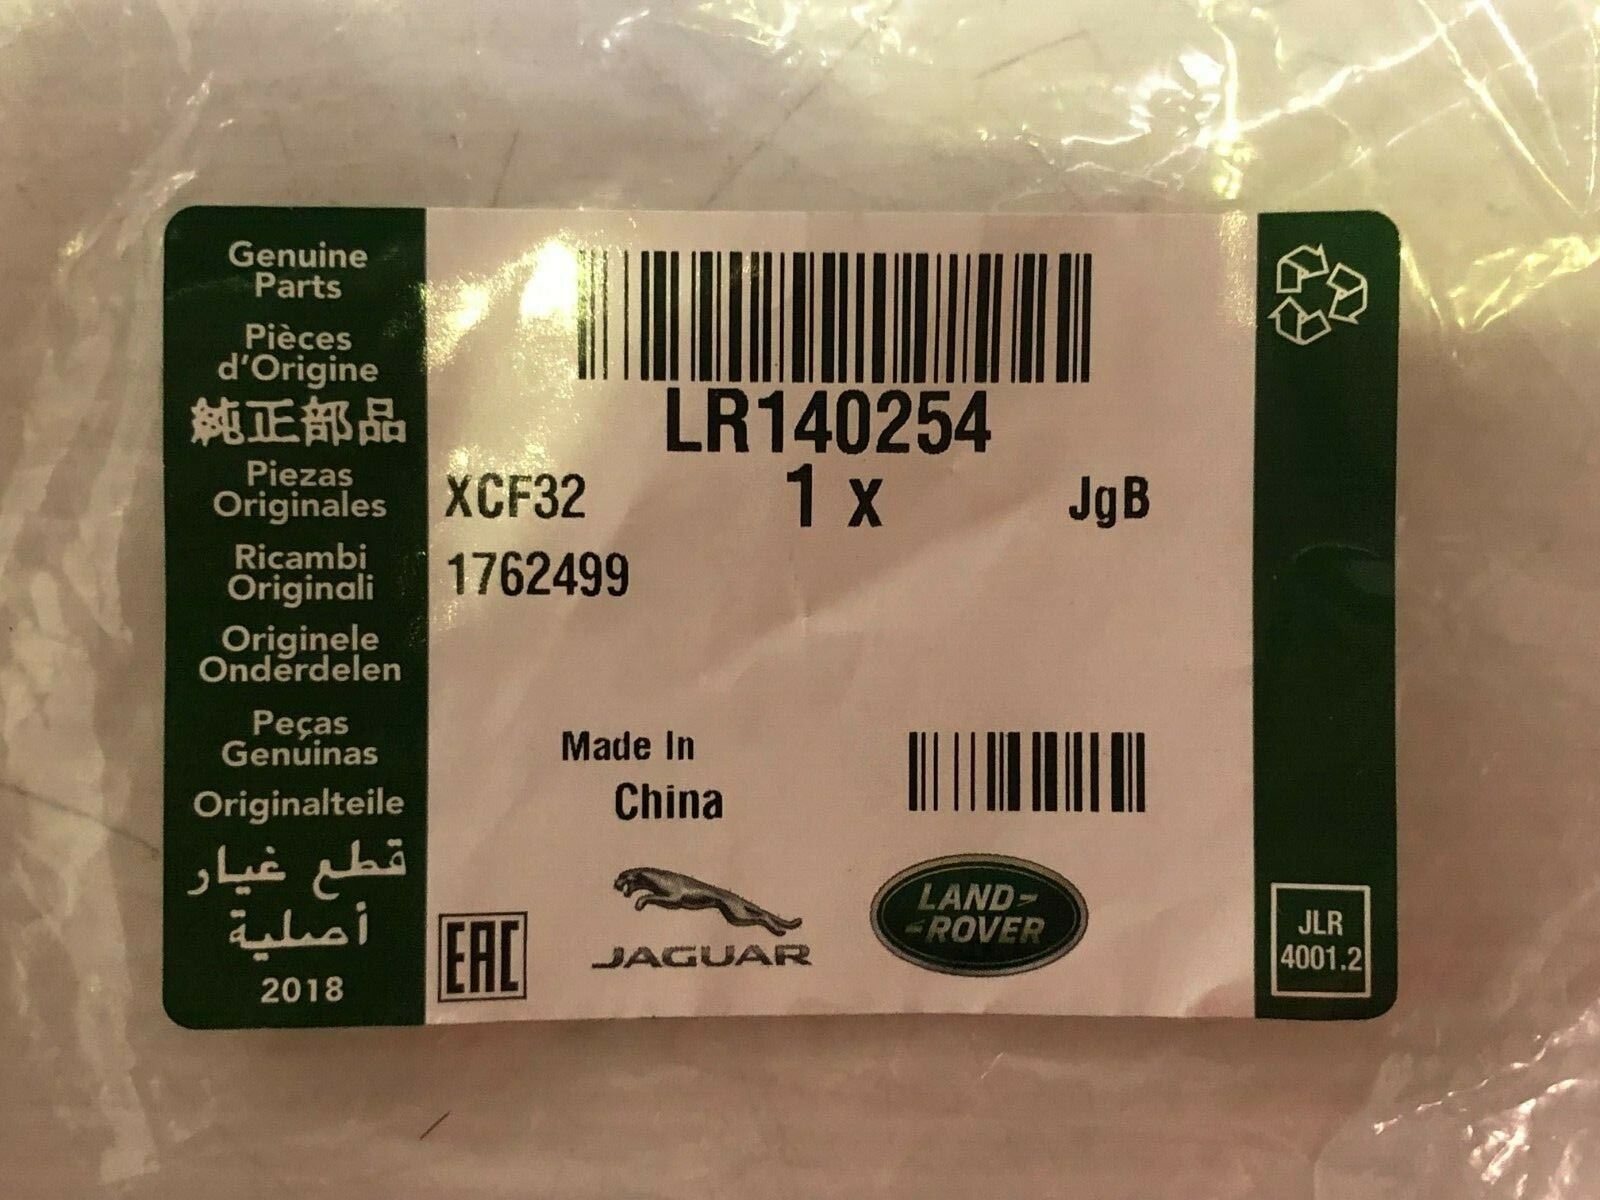 Genuine
Parts
Pièces
d'Origine
純正部品
Piezas
Originales
Ricambi
Originali
Originele
Onderdelen
Peças
Genuinas
Originalteile
قطع غيار
أصلية
2018
LR140254
XCF32 1 x JgB
1762499
Made In
China
EAC
JAGUAR
LAND-
-ROVER
JLR
4001.2